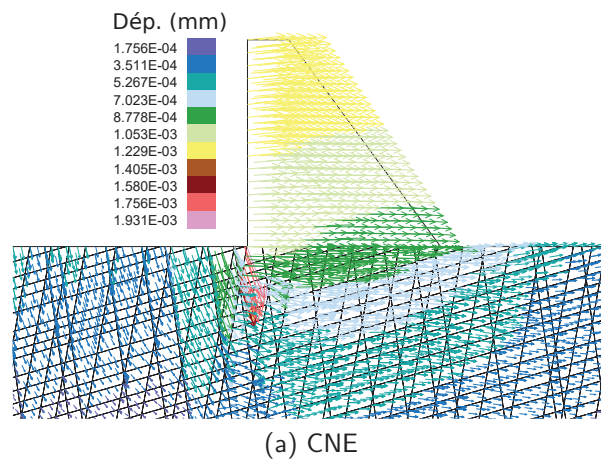 Dép. (mm)
1.756E-04
3.511E-04
5.267E-04
7.023E-04
8.778E-04
1.053E-03
1.229E-03
1.405E-03
1.580E-03
1.756E-03
1.931E-03
(a) CNE